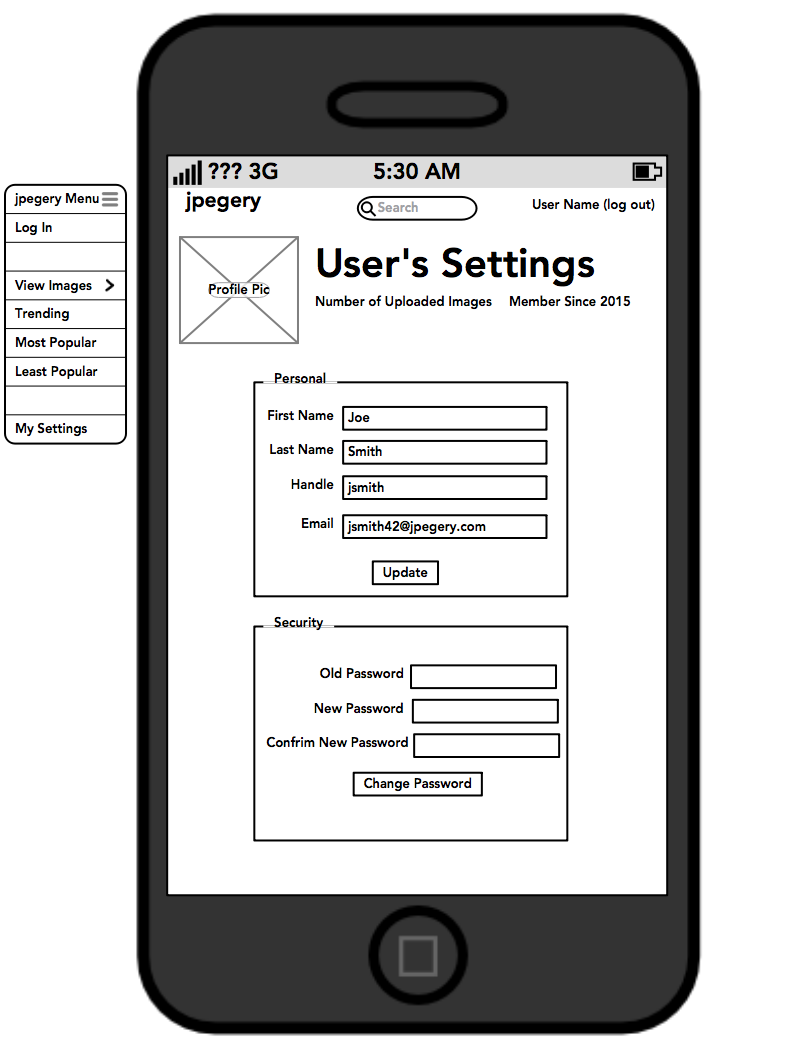 jpegery Menu
Log In
View Images
Trending
Most Popular
Least Popular
My Settings
??? 3G 5:30 AM
jpegery Search User Name (log out)
Profile Pic
User's Settings
Number of Uploaded Images Member Since 2015
Personal
First Name Joe
Last Name Smith
Handle jsmith
Email jsmith42@jpegery.com
Update
Security
Old Password
New Password
Confrim New Password
Change Password